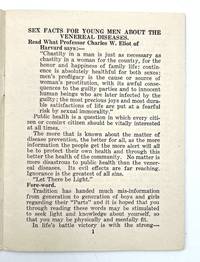 SEX FACTS FOR YOUNG MEN ABOUT THE
VENEREAL DISEASES.
Read What Professor Charles W. Eliot of
Harvard says:—
"Chastity in a man is just as necessary as
chastity in a woman for the country, for the
honor and happiness of family life; contin-
ence is absolutely healthful for both sexes;
men's prodigacy is the cause or source of
woman's prostitution, with its awful conse-
quences to the guilty parties and to innocent
human beings who are later infected by the
guilty; the most precious joys and most dura-
ble satisfactions of life are put at a fearful
risk by sexual immorality."
Public health is a question in which every citi-
zen or comint citizen should be vitally interested
at all times.
The more that is known about the matter of
disease prevention, the better for all, as the more
information the people get the more alert will all
be to protect their own health and through this
better the health of the community. No matter is
more disastrous to public health than the vener-
eal diseases. Its evil effects are far reaching.
Ignorance is greatest of all sins.
"Let There be Light."
Fore-word.
Tradition has handed much mis-information
from generation to generation of boys and girls
regarding their "Parts" and it is hoped that you
through reading these words may be stimulated
to seek light and knowledge about yourself, so
that you may be physically and mentally fit.
In life's battle victory is with the strong—
1